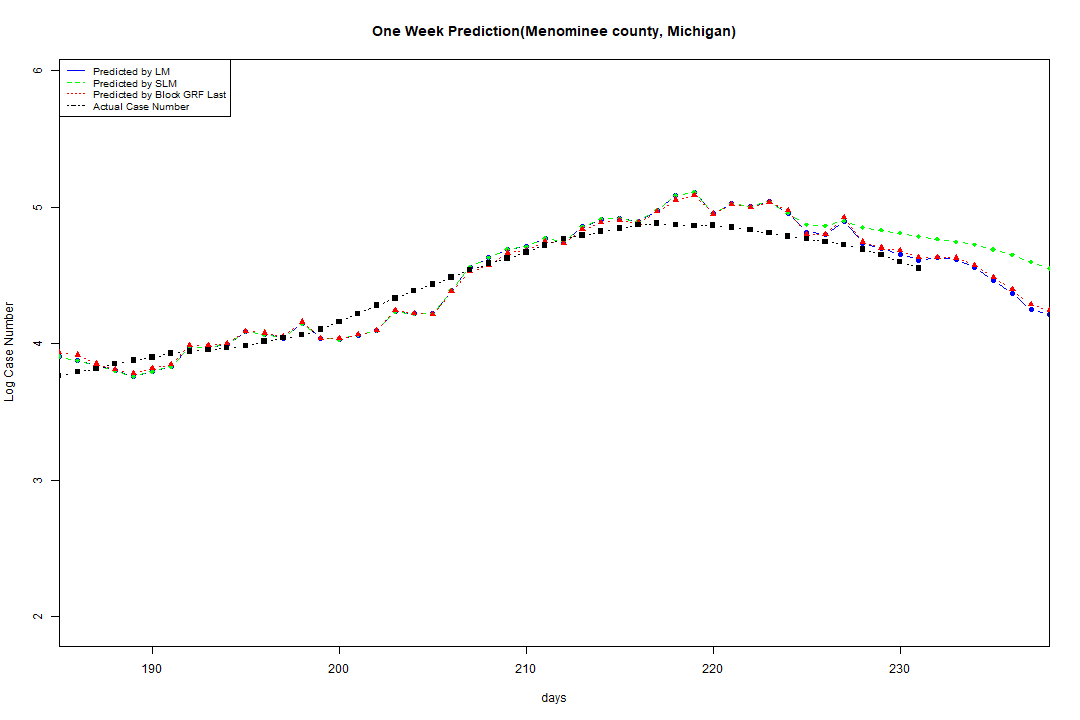 One Week Prediction(Menominee county, Michigan)
Predicted by LM
Predicted by SLM
Predicted by Block GRF Last
Actual Case Number
Log Case Number
6
5
4
3
2
190 200 210 220 230
days